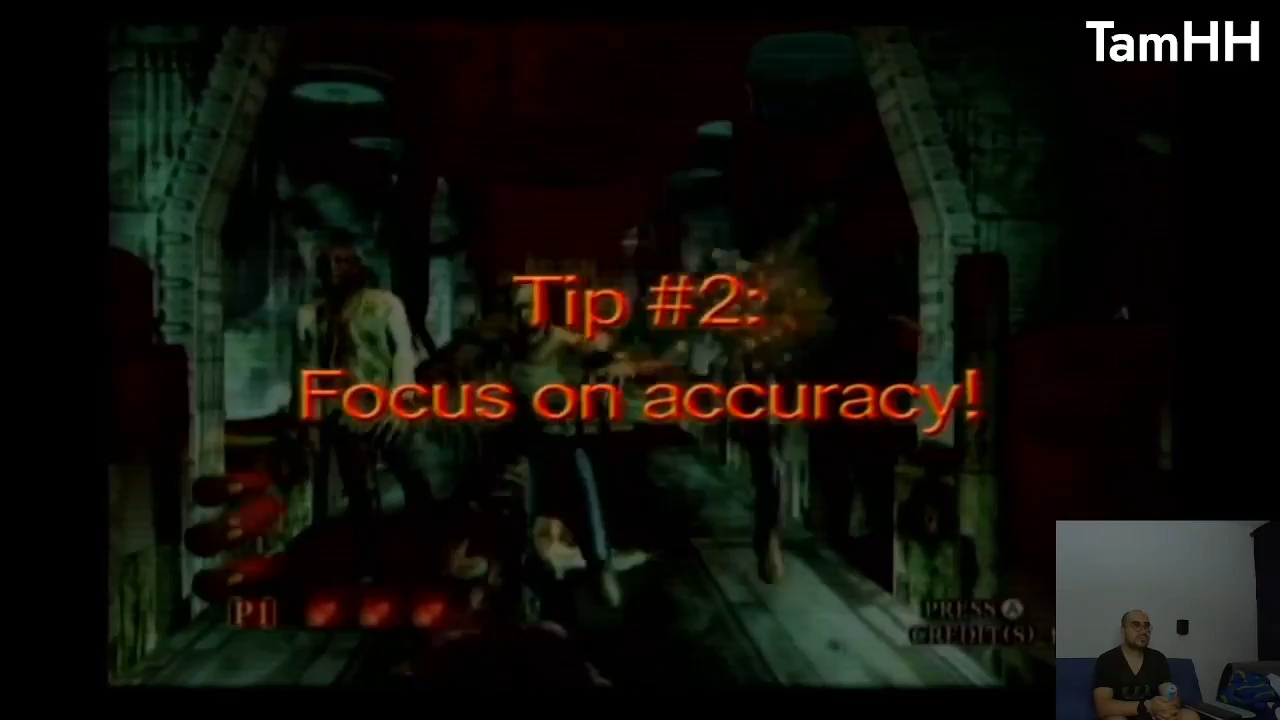 TamHH
Tip #2:
Focus on accuracy!
P1
PRESS A
CREDIT(S)